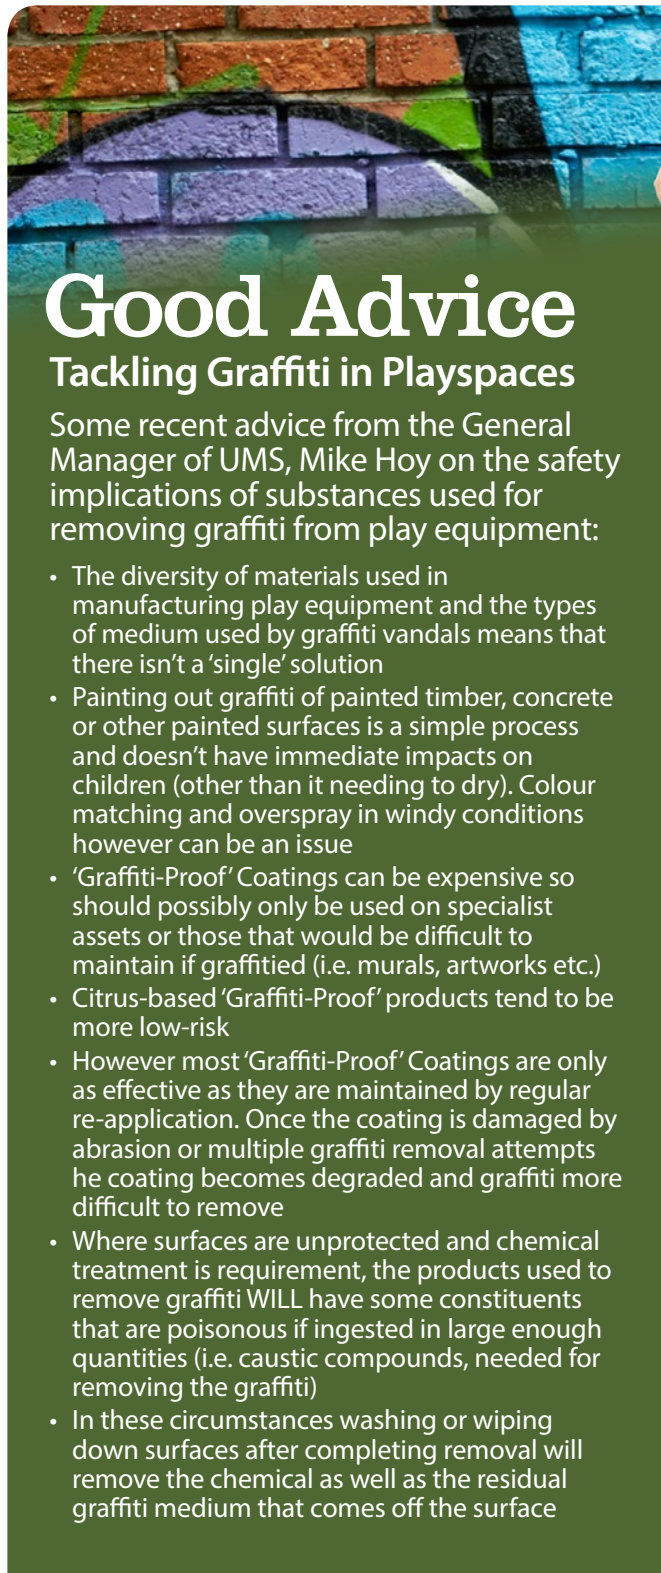 Good Advice
Tackling Graffiti in Playspaces
Some recent advice from the General
Manager of UMS, Mike Hoy on the safety
implications of substances used for
removing graffiti from play equipment:
• The diversity of materials used in
manufacturing play equipment and the types
of medium used by graffiti vandals means that
there isn't a 'single' solution
• Painting out graffiti of painted timber, concrete
or other painted surfaces is a simple process
and doesn't have immediate impacts on
children (other than it needing to dry). Colour
matching and overspray in windy conditions
however can be an issue
• 'Graffiti-Proof' Coatings can be expensive so
should possibly only be used on specialist
assets or those that would be difficult to
maintain if graffitied (i.e. murals, artworks etc.)
• Citrus-based 'Graffiti-Proof' products tend to be
more low-risk
• However most 'Graffiti-Proof' Coatings are only
as effective as they are maintained by regular
re-application. Once the coating is damaged by
abrasion or multiple graffiti removal attempts
he coating becomes degraded and graffiti more
difficult to remove
• Where surfaces are unprotected and chemical
treatment is requirement, the products used to
remove graffiti WILL have some constituents
that are poisonous if ingested in large enough
quantities (i.e. caustic compounds, needed for
removing the graffiti)
• In these circumstances washing or wiping
down surfaces after completing removal will
remove the chemical as well as the residual
graffiti medium that comes off the surface